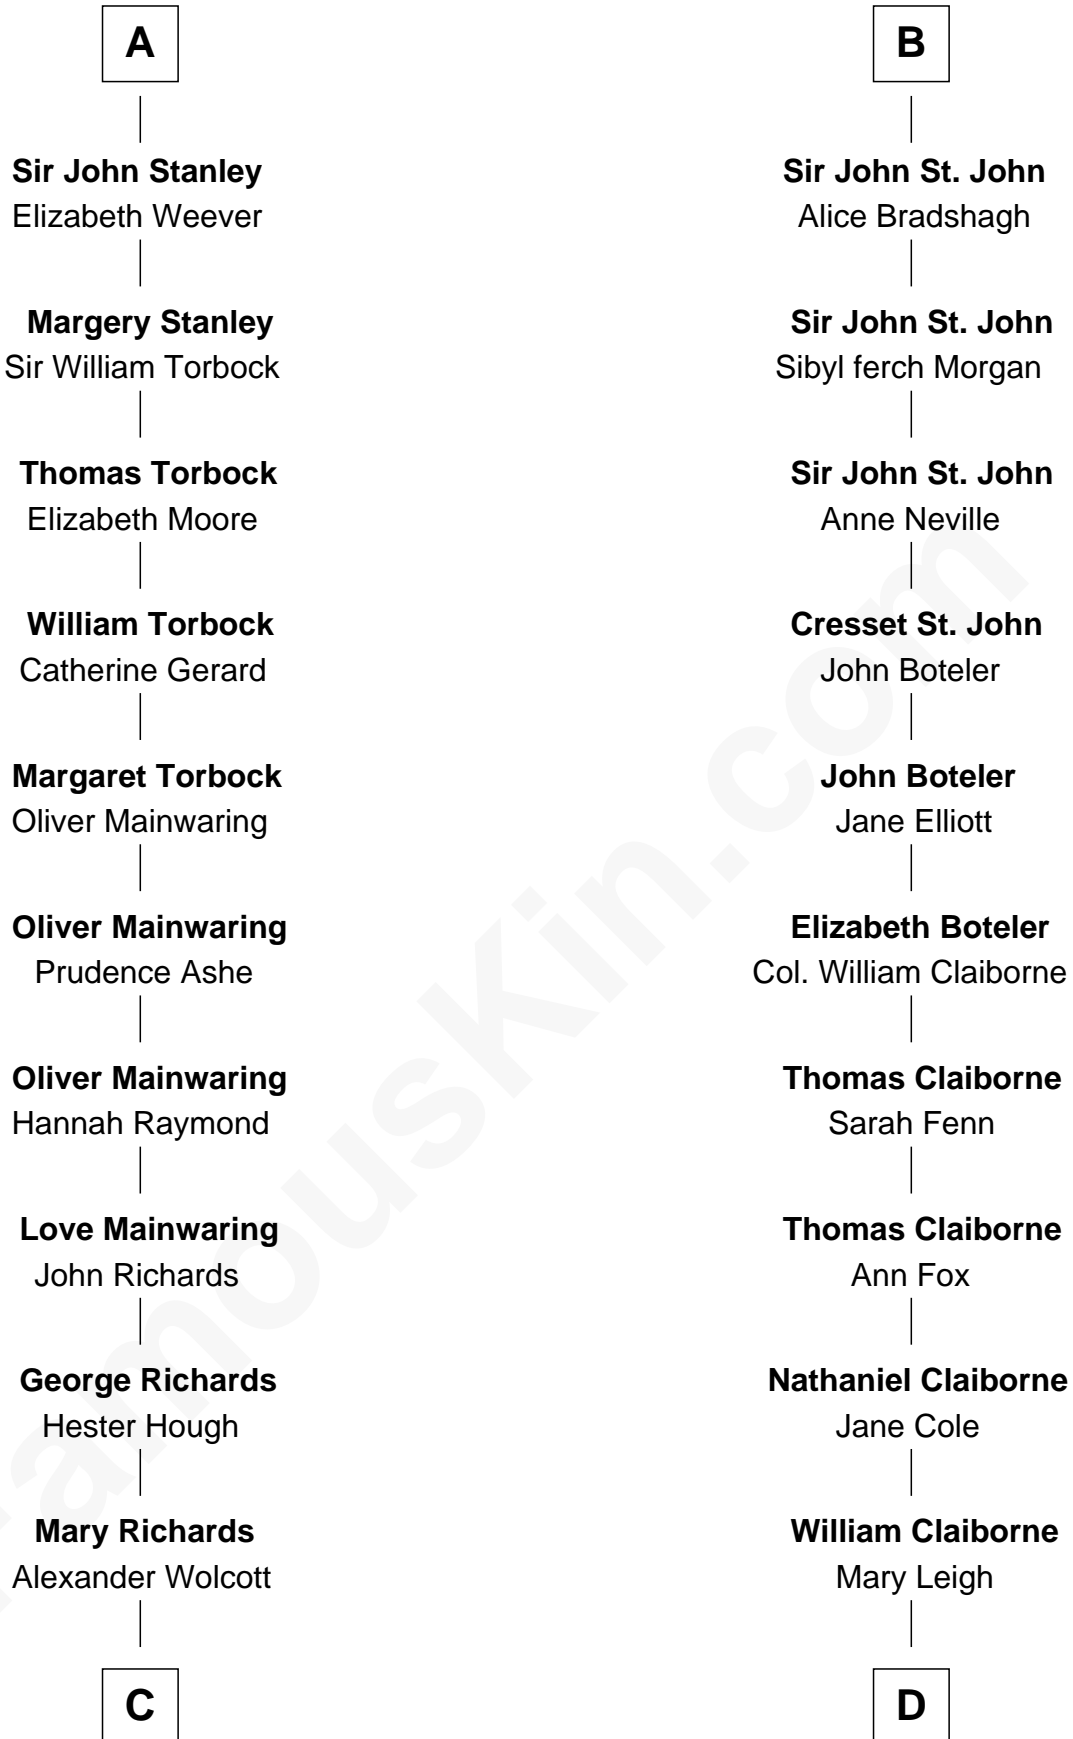 A
Sir John Stanley
Elizabeth Weever
Margery Stanley
Sir William Torbock
Thomas Torbock
Elizabeth Moore
William Torbock
Catherine Gerard
Margaret Torbock
Oliver Mainwaring
Oliver Mainwaring
Prudence Ashe
Oliver Mainwaring
Hannah Raymond
Love Mainwaring
John Richards
George Richards
Hester Hough
Mary Richards
Alexander Wolcott
C
B
Sir John St. John
Alice Bradshagh
Sir John St. John
Sibyl ferch Morgan
Sir John St. John
Anne Neville
Cresset St. John
John Boteler
John Boteler
Jane Elliott
Elizabeth Boteler
Col. William Claiborne
Thomas Claiborne
Sarah Fenn
Thomas Claiborne
Ann Fox
Nathaniel Claiborne
Jane Cole
William Claiborne
Mary Leigh
D
FamousKin.com